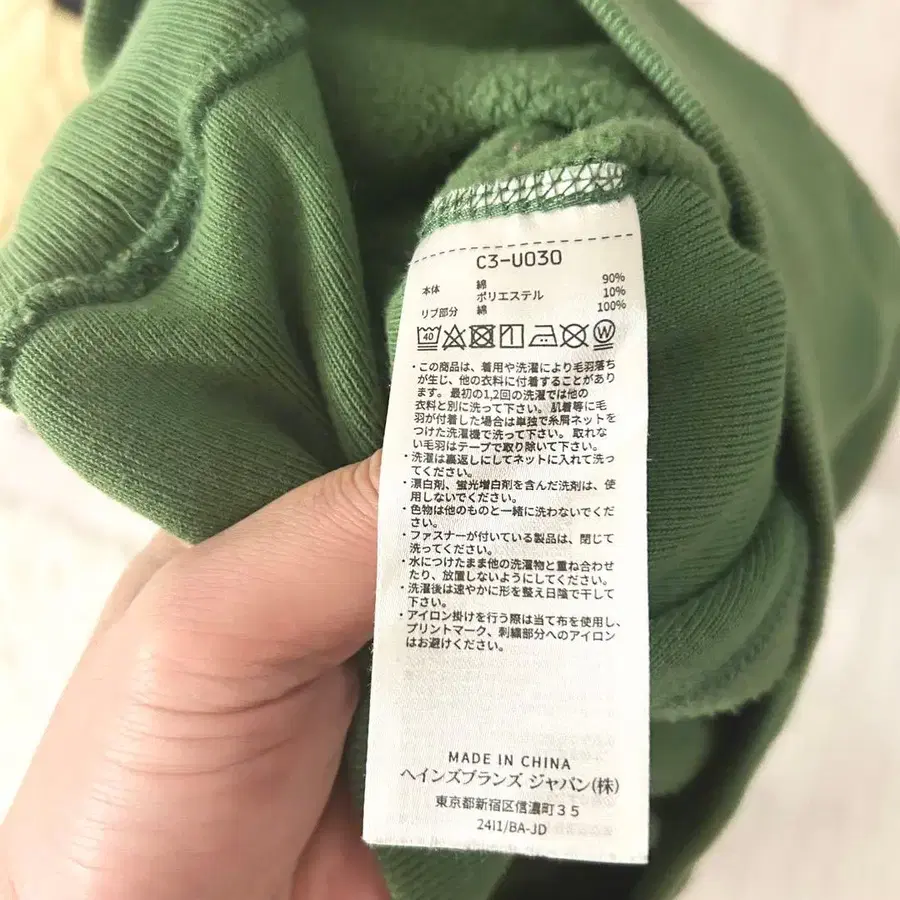 C3-U030
本体 綿 90%
ポリエステル 10%
リブ部分 綿 100%
40 W
・この商品は、着用や洗濯により毛羽落ち
が生じ、他の衣料に付着することがあり
ます。最初の1,2回の洗濯では他の
衣料と別に洗って下さい。肌着等に毛
羽が付着した場合は単独で糸屑ネットを
つけた洗濯機で洗って下さい。取れな
い毛羽はテープで取り除いて下さい。
・洗濯は裏返しにしてネットに入れて洗っ
てください。
・漂白剤、蛍光増白剤を含んだ洗剤は、使
用しないでください。
・色物は他のものと一緒に洗わないでくだ
さい。
・ファスナーが付いている製品は、閉じて
洗ってください。
・水につけたまま他の洗濯物と重ね合わせ
たり、放置しないようにしてください。
・洗濯後は速やかに形を整え日陰で干して
下さい。
・アイロン掛けを行う際は当て布を使用し、
プリントマーク、刺繍部分へのアイロン
はお避けください。
MADE IN CHINA
ヘインズブランズ ジャパン(株)
東京都新宿区信濃町35
24I1/BA-JD